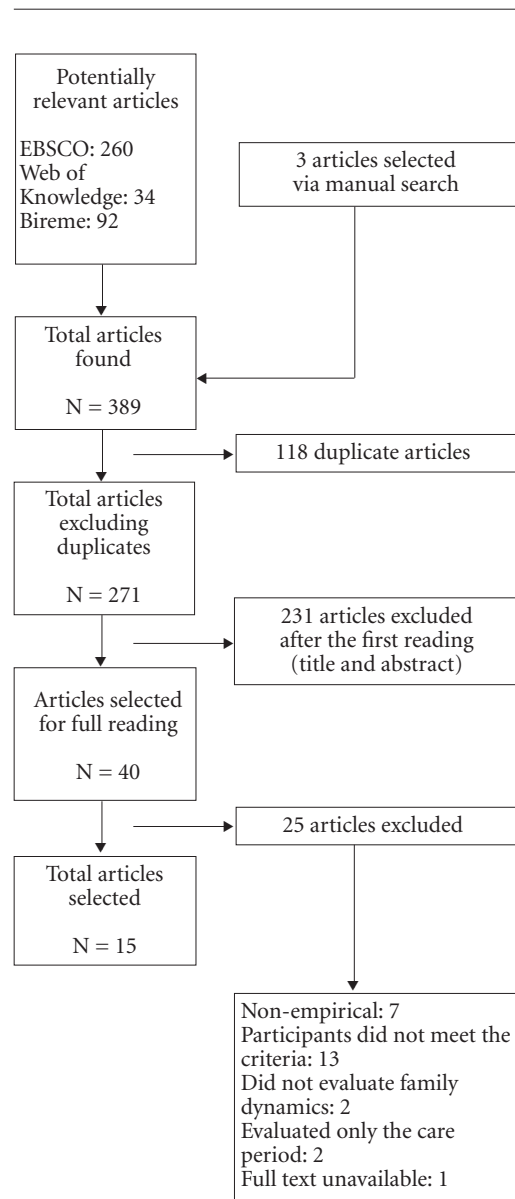 Potentially
relevant articles
EBSCO: 260
Web of
Knowledge: 34
Bireme: 92
3 articles selected
via manual search
Total articles
found
N = 389
118 duplicate articles
Total articles
excluding
duplicates
N = 271
231 articles excluded
after the first reading
(title and abstract)
Articles selected
for full reading
N = 40
25 articles excluded
Total articles
selected
N = 15
Non-empirical: 7
Participants did not meet the
criteria: 13
Did not evaluate family
dynamics: 2
Evaluated only the care
period: 2
Full text unavailable: 1